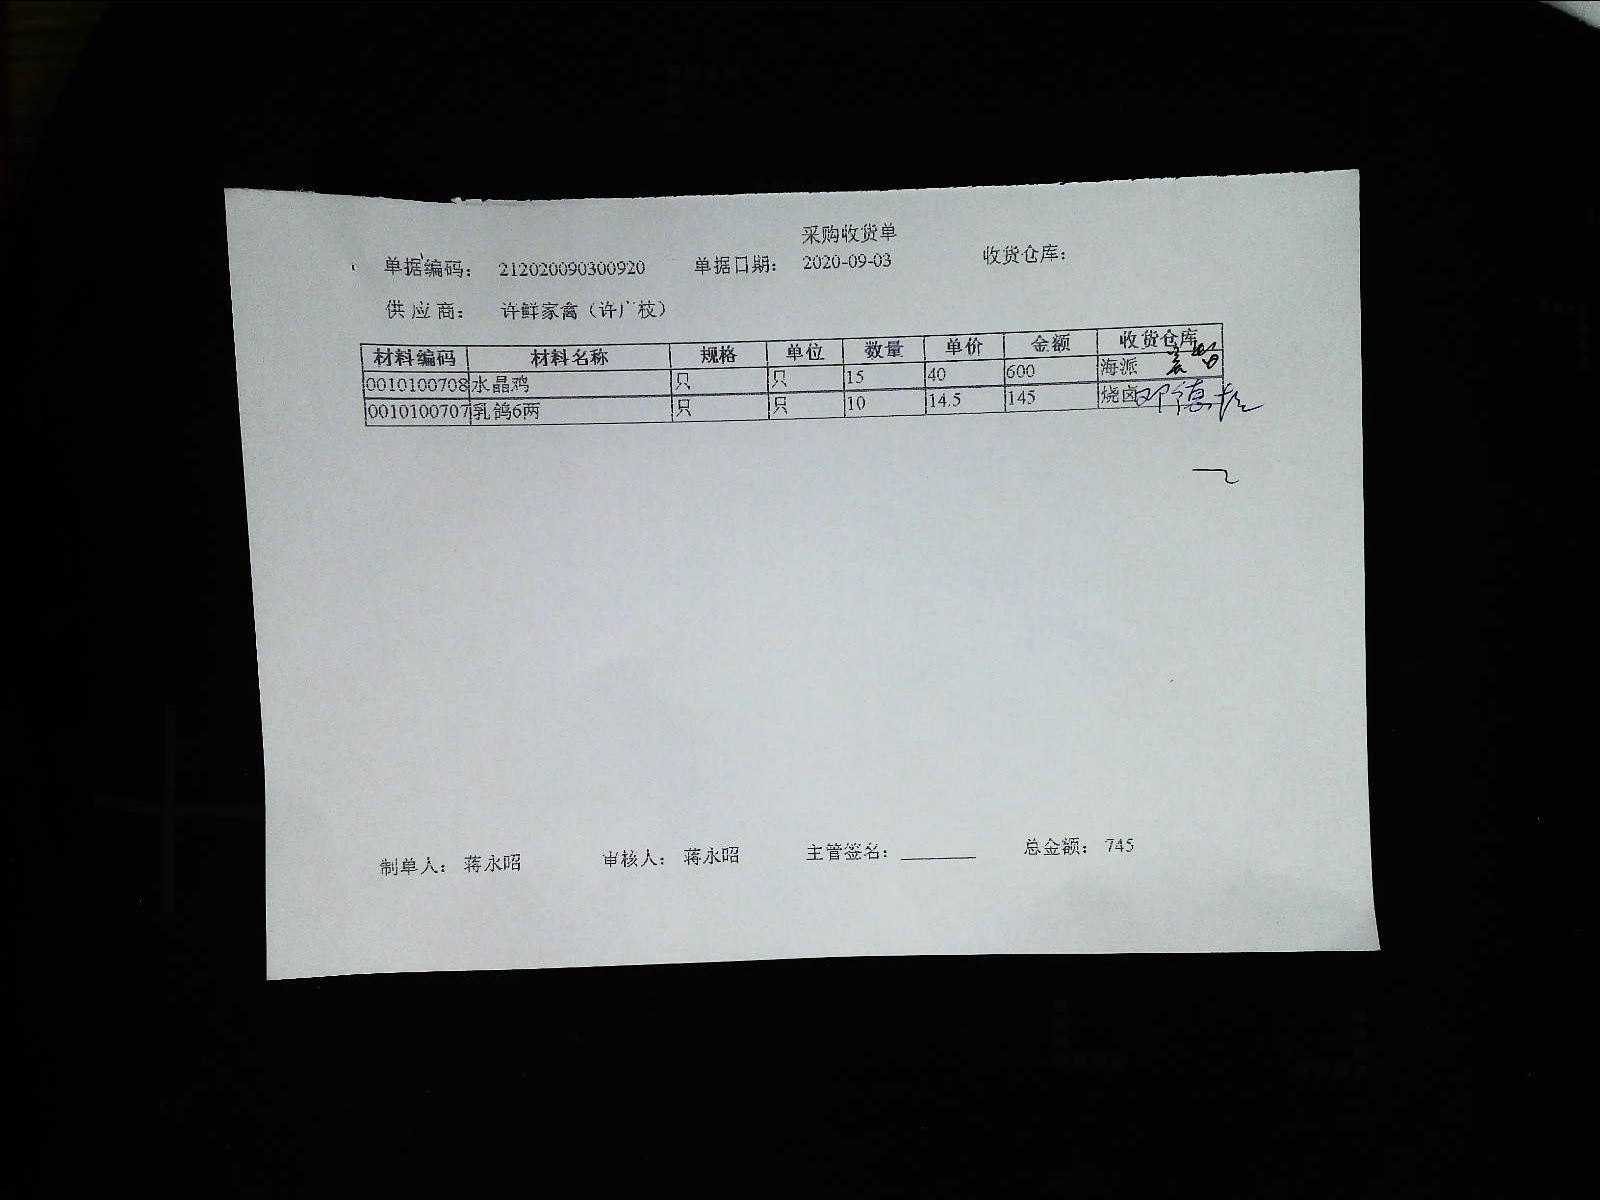 采购收货单
单据编码： 212020090300920 单据日期： 2020-09-03 收货仓库：
供 应 商： 许鲜家禽（许广枝）
材料编码 材料名称 规格 单位 数量 单价 金额 收货仓库
0010100708 水晶鸡 只 只 15 40 600 海派
0010100707 乳鸽6两 只 只 10 14.5 145 烧卤
制单人： 蒋永昭 审核人： 蒋永昭 主管签名： 总金额： 745